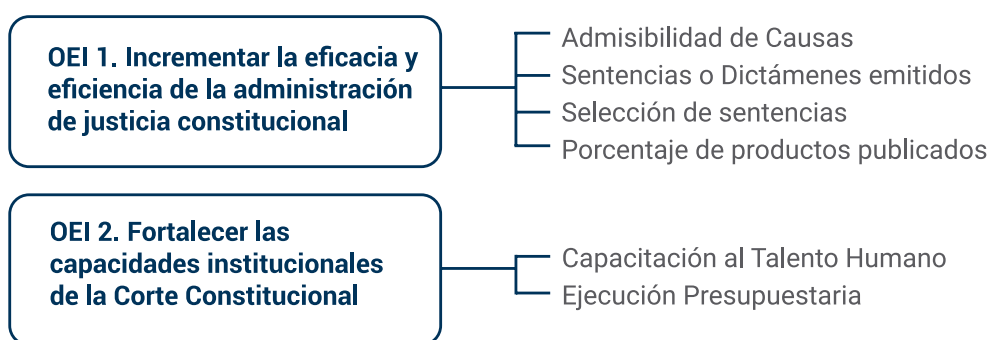 OEI 1. Incrementar la eficacia y
eficiencia de la administración
de justicia constitucional
Admisibilidad de Causas
Sentencias o Dictámenes emitidos
Selección de sentencias
Porcentaje de productos publicados
OEI 2. Fortalecer las
capacidades institucionales
de la Corte Constitucional
Capacitación al Talento Humano
Ejecución Presupuestaria